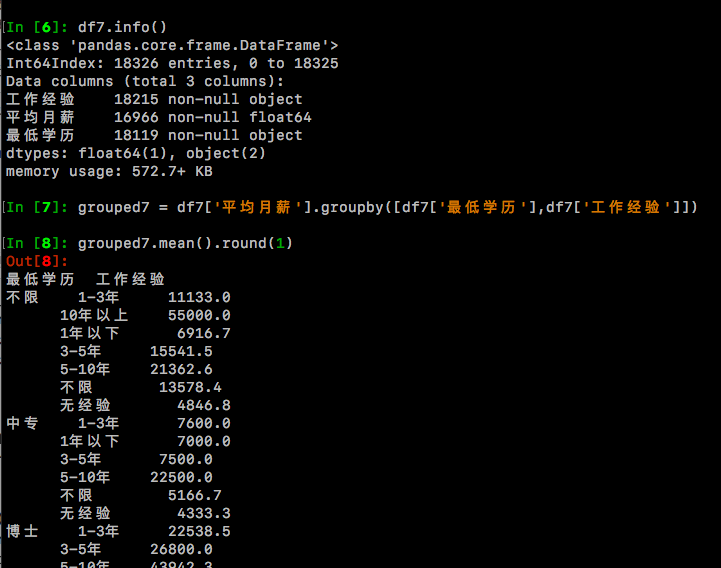 In [6]: df7.info()
<class 'pandas.core.frame.DataFrame'>
Int64Index: 18326 entries, 0 to 18325
Data columns (total 3 columns):
工作经验    18215 non-null object
平均月薪    16966 non-null float64
最低学历    18119 non-null object
dtypes: float64(1), object(2)
memory usage: 572.7+ KB
In [7]: grouped7 = df7['平均月薪'].groupby([df7['最低学历'],df7['工作经验']])
In [8]: grouped7.mean().round(1)
Out[8]:
最低学历  工作经验
不限    1-3年     11133.0
10年以上    55000.0
1年以下     6916.7
3-5年     15541.5
5-10年    21362.6
不限      13578.4
无经验      4846.8
中专    1-3年      7600.0
1年以下     7000.0
3-5年      7500.0
5-10年    22500.0
不限       5166.7
无经验      4333.3
博士    1-3年     22538.5
3-5年     26800.0
5-10年    43942.3